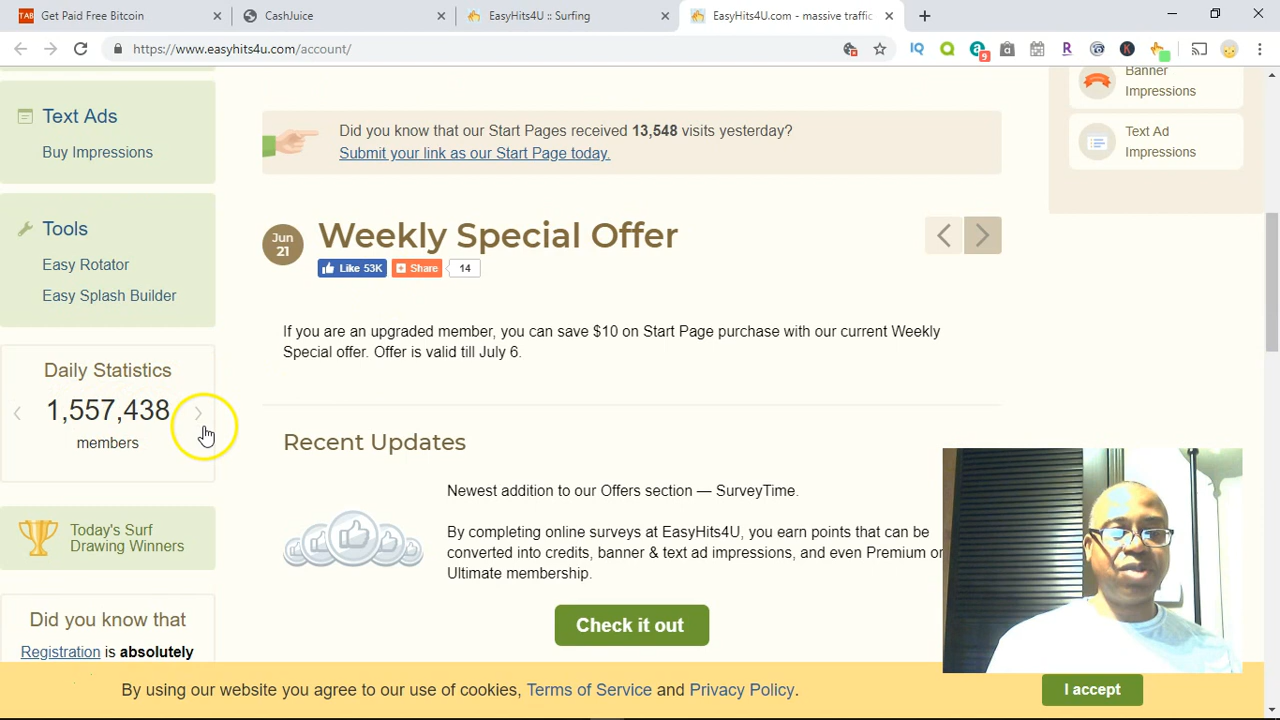 Get Paid Free Bitcoin
CashJuice
EasyHits4U :: Surfing
EasyHits4U.com - massive traffic
https://www.easyhits4u.com/account/
Text Ads
Buy Impressions
Tools
Easy Rotator
Easy Splash Builder
Daily Statistics
1,557,438
members
Today's Surf
Drawing Winners
Did you know that
Registration is absolutely
Did you know that our Start Pages received 13,548 visits yesterday?
Submit your link as our Start Page today.
Jun
21
Weekly Special Offer
Like 53K
Share
14
If you are an upgraded member, you can save $10 on Start Page purchase with our current Weekly
Special offer. Offer is valid till July 6.
Recent Updates
Newest addition to our Offers section — SurveyTime.
By completing online surveys at EasyHits4U, you earn points that can be
converted into credits, banner & text ad impressions, and even Premium or
Ultimate membership.
Check it out
Banner
Impressions
Text Ad
Impressions
By using our website you agree to our use of cookies, Terms of Service and Privacy Policy.
I accept